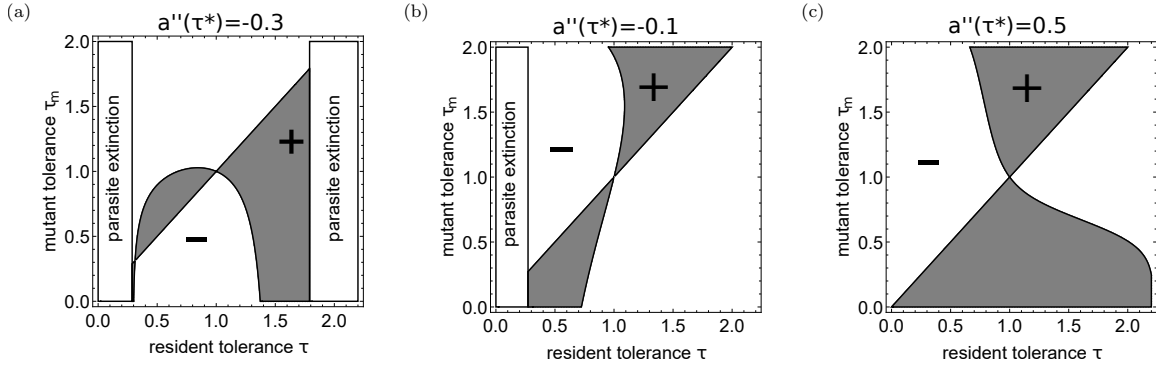 (a)
a''(τ*)=-0.3
2.0
1.5
1.0
0.5
0.0
mutant tolerance τm
parasite extinction
parasite extinction
+
−
0.0 0.5 1.0 1.5 2.0
resident tolerance τ
(b)
a''(τ*)=-0.1
2.0
1.5
1.0
0.5
0.0
mutant tolerance τm
parasite extinction
+
−
0.0 0.5 1.0 1.5 2.0
resident tolerance τ
(c)
a''(τ*)=0.5
2.0
1.5
1.0
0.5
0.0
mutant tolerance τm
+
−
0.0 0.5 1.0 1.5 2.0
resident tolerance τ